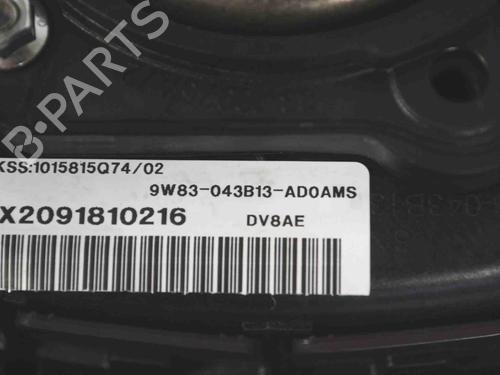 B-PARTS
KSS:1015815Q74/02
9W83-043B13-AD0AMS
X2091810216
DV8AE